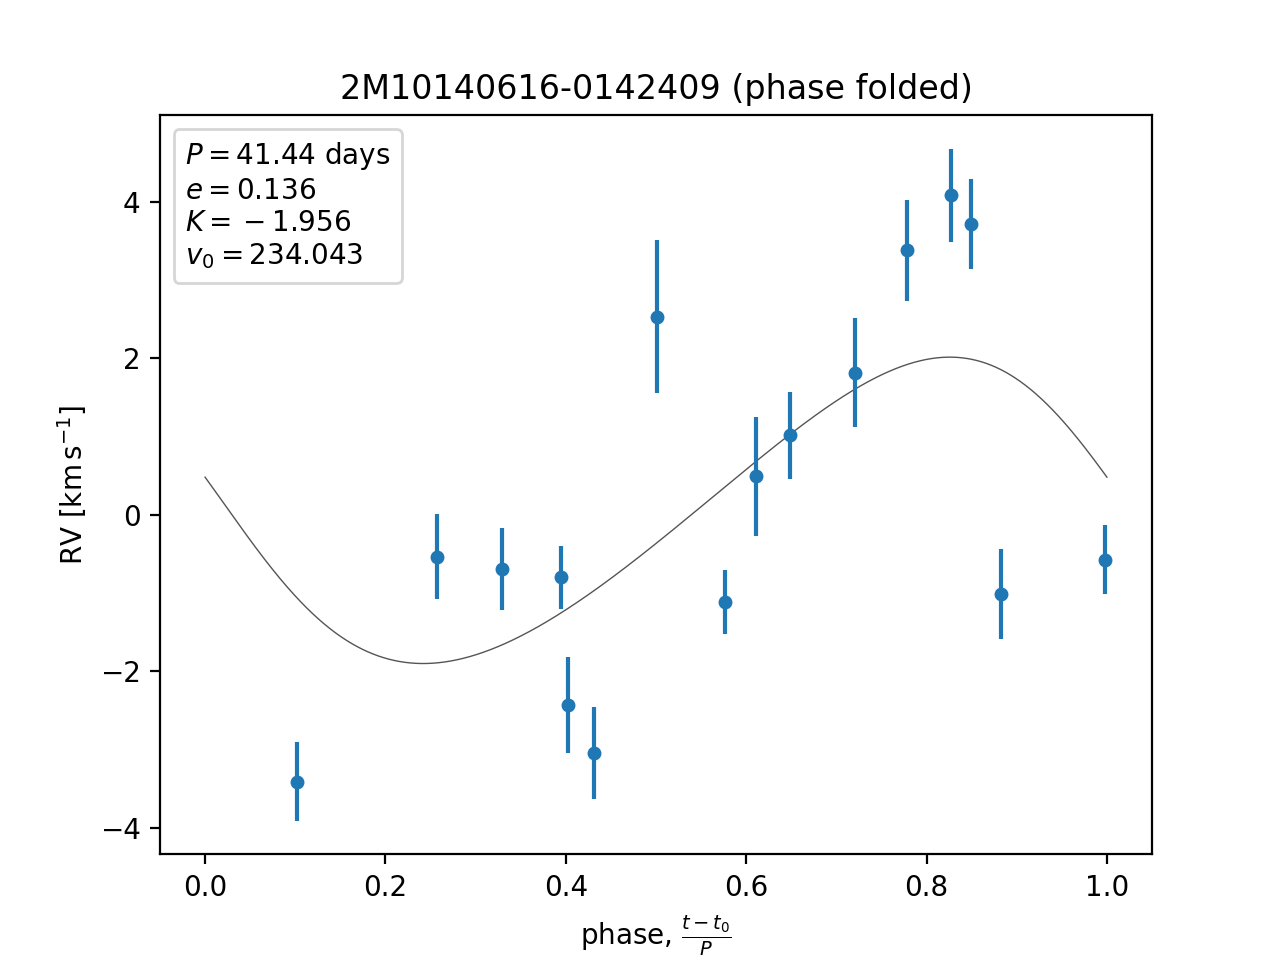 2M10140616-0142409 (phase folded)
P = 41.44 days
e = 0.136
K = −1.956
v₀ = 234.043
RV [km s⁻¹]
4
2
0
−2
−4
0.0 0.2 0.4 0.6 0.8 1.0
phase, (t − t₀)/P